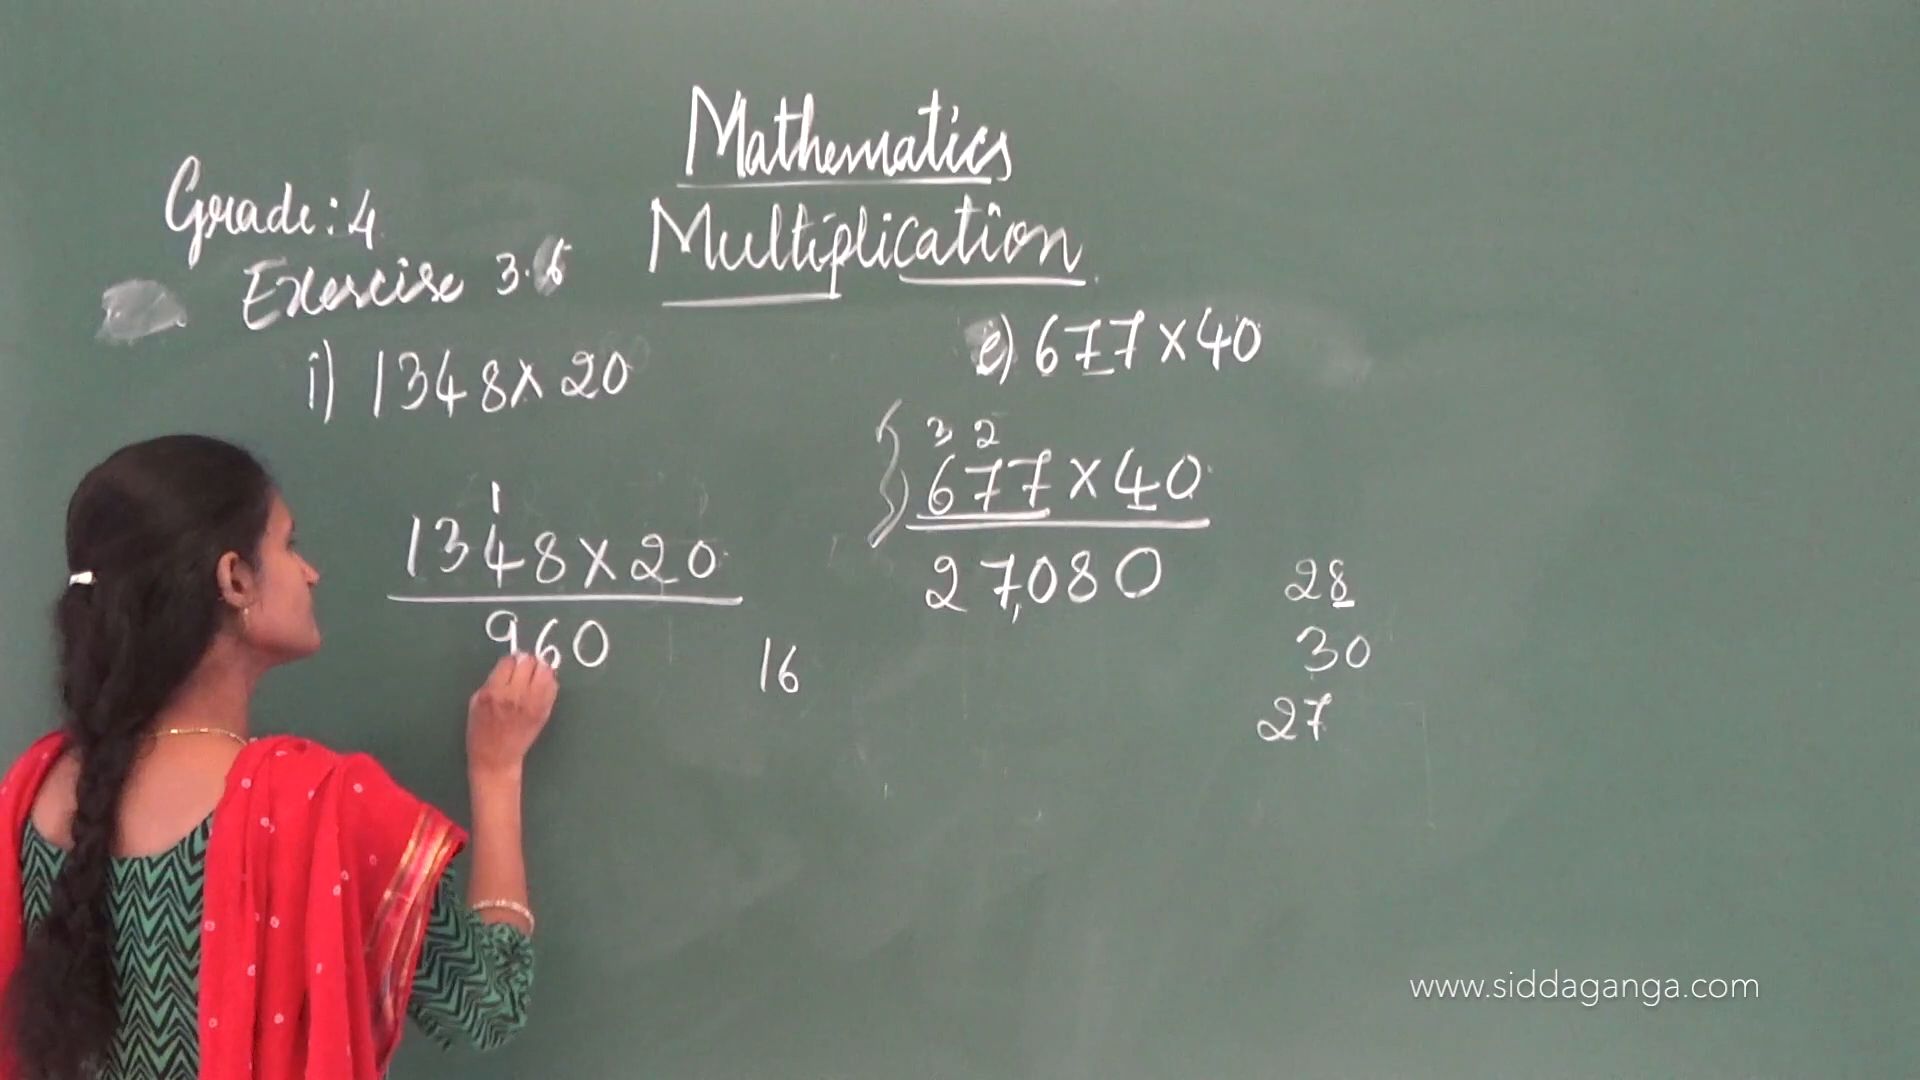 Mathematics
Grade: 4
Multiplication
Exercise 3.6
i) 1348 x 20
e) 677 x 40
3 2
677 x 40
27,080
1
1348 x 20
960
16
28
30
27
www.siddaganga.com